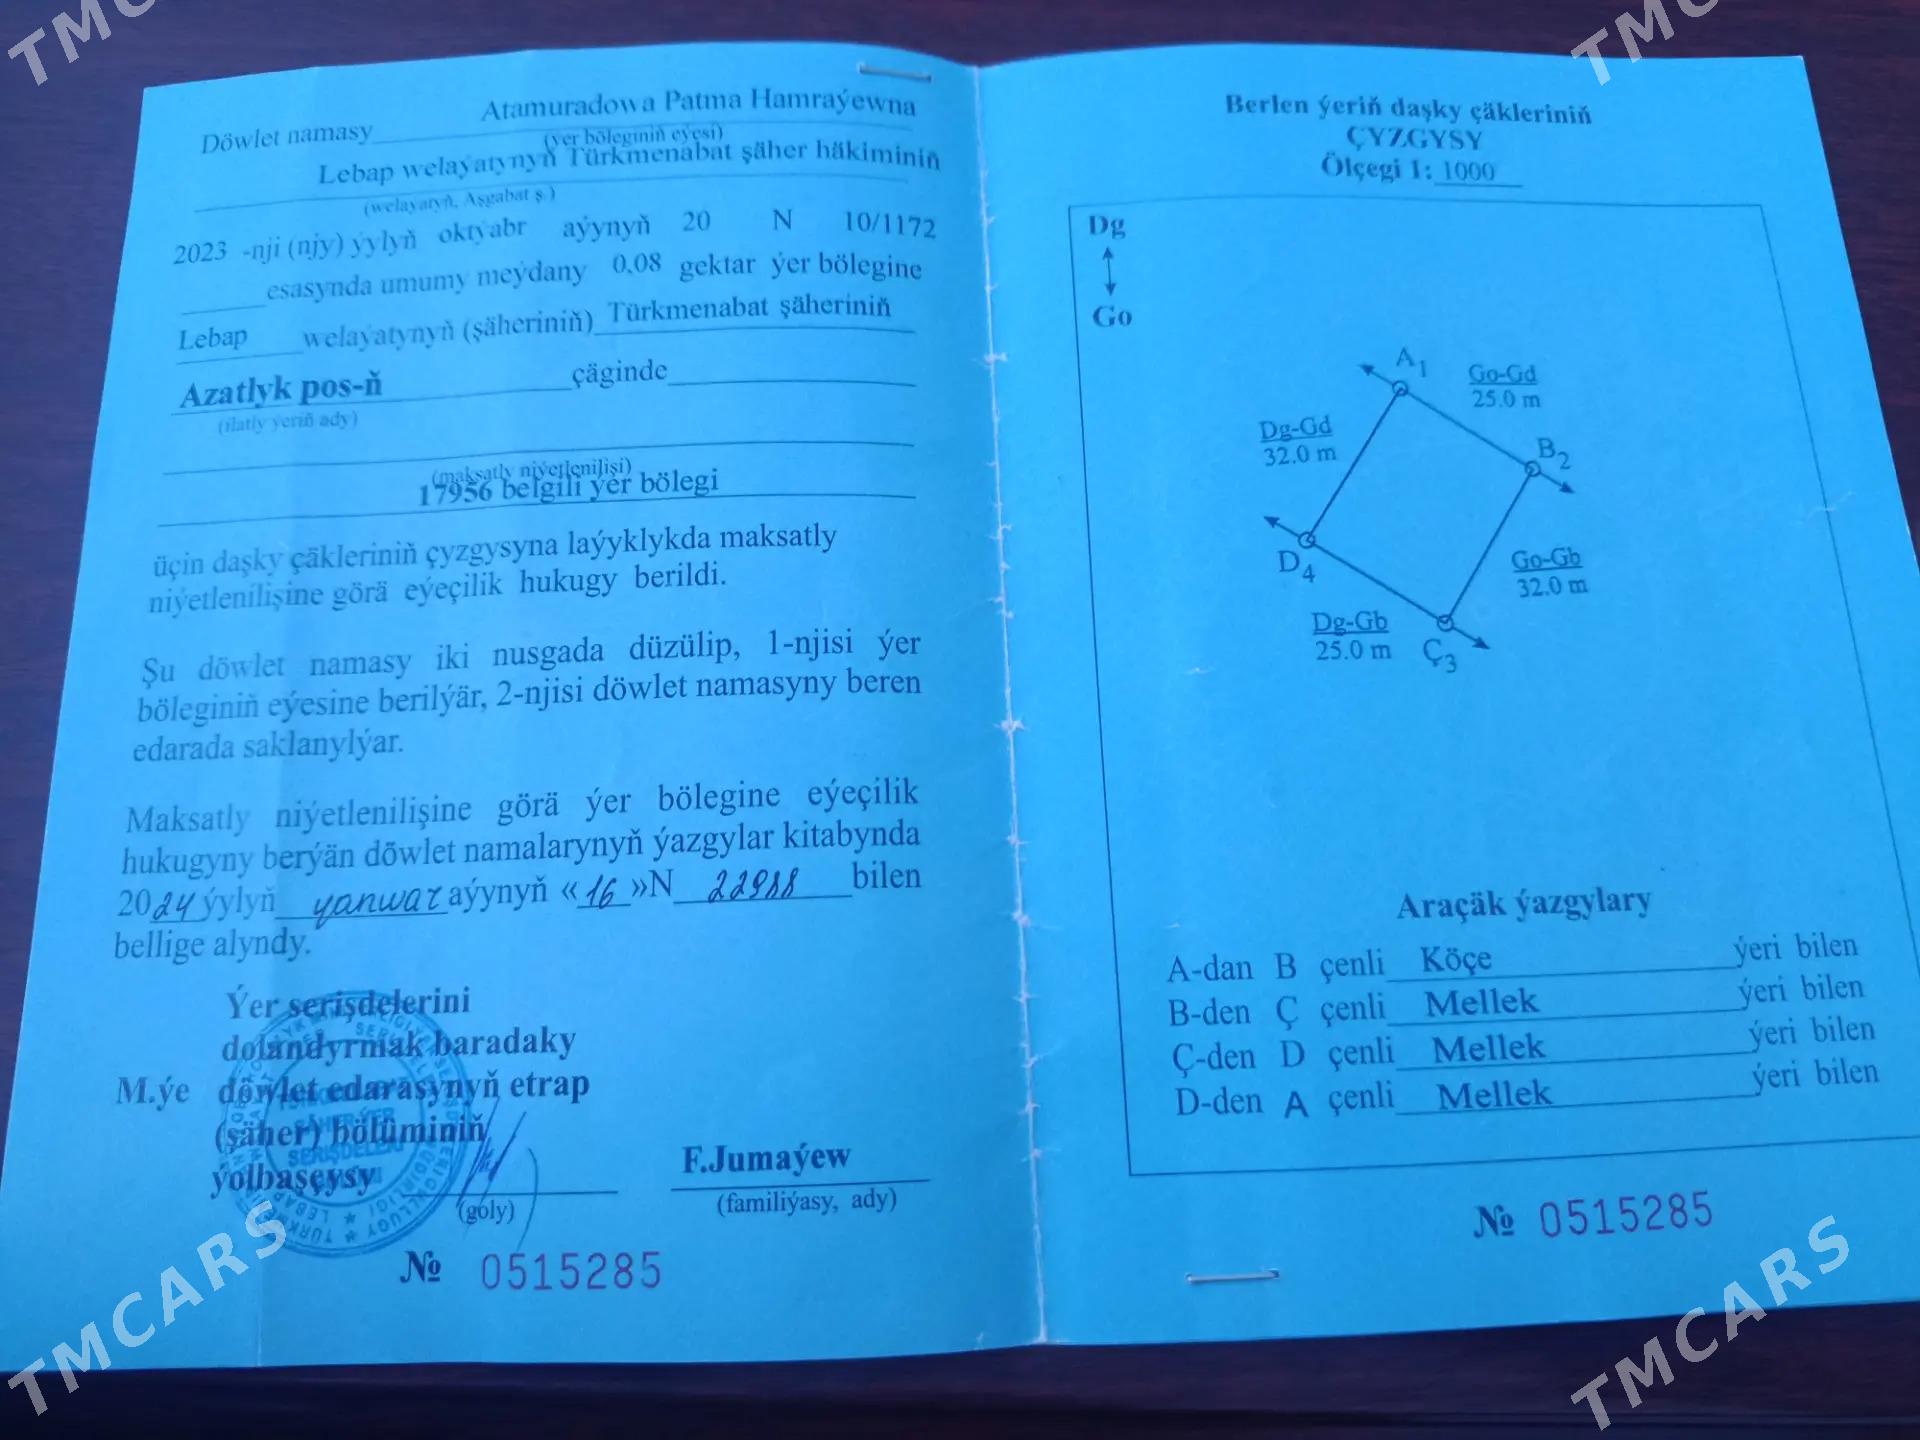 Döwlet namasy Atamuradowa Patma Hamraýewna
(ýer böleginiň eýesi)
Lebap welaýatynyň Türkmenabat şäher häkiminiň
(welaýatyň, Aşgabat ş.)
2023 -nji (njy) ýylyň oktýabr aýynyň 20 N 10/1172
esasynda umumy meýdany 0,08 gektar ýer bölegine
Lebap welaýatynyň (şäheriniň) Türkmenabat şäheriniň
Azatlyk pos-ň çäginde
(ilatly ýeriň ady)
(maksatly niýetlenilişi)
17956 belgili ýer bölegi
üçin daşky çäkleriniň çyzgysyna laýyklykda maksatly
niýetlenilişine görä eýeçilik hukugy berildi.
Şu döwlet namasy iki nusgada düzülip, 1-njisi ýer
böleginiň eýesine berilýär, 2-njisi döwlet namasyny beren
edarada saklanylýar.
Maksatly niýetlenilişine görä ýer bölegine eýeçilik
hukugyny berýän döwlet namalarynyň ýazgylar kitabynda
2024 ýylyň yanwar aýynyň «16»N 22988 bilen
bellige alyndy.
Ýer serişdelerini
dolandyrmak baradaky
M.ýe döwlet edarasynyň etrap
(şäher) bölüminiň
ýolbaşçysy
F.Jumaýew
(goly)
(familiýasy, ady)
№ 0515285
Berlen ýeriň daşky çäkleriniň
ÇYZGYSY
Ölçegi 1: 1000
Dg
Go
A1
Go-Gd
25.0 m
Dg-Gd
32.0 m
B2
D4
Go-Gb
32.0 m
Dg-Gb
25.0 m
Ç3
Araçäk ýazgylary
A-dan B çenli Köçe ýeri bilen
B-den Ç çenli Mellek ýeri bilen
Ç-den D çenli Mellek ýeri bilen
D-den A çenli Mellek ýeri bilen
№ 0515285
TMCARS
TMCARS